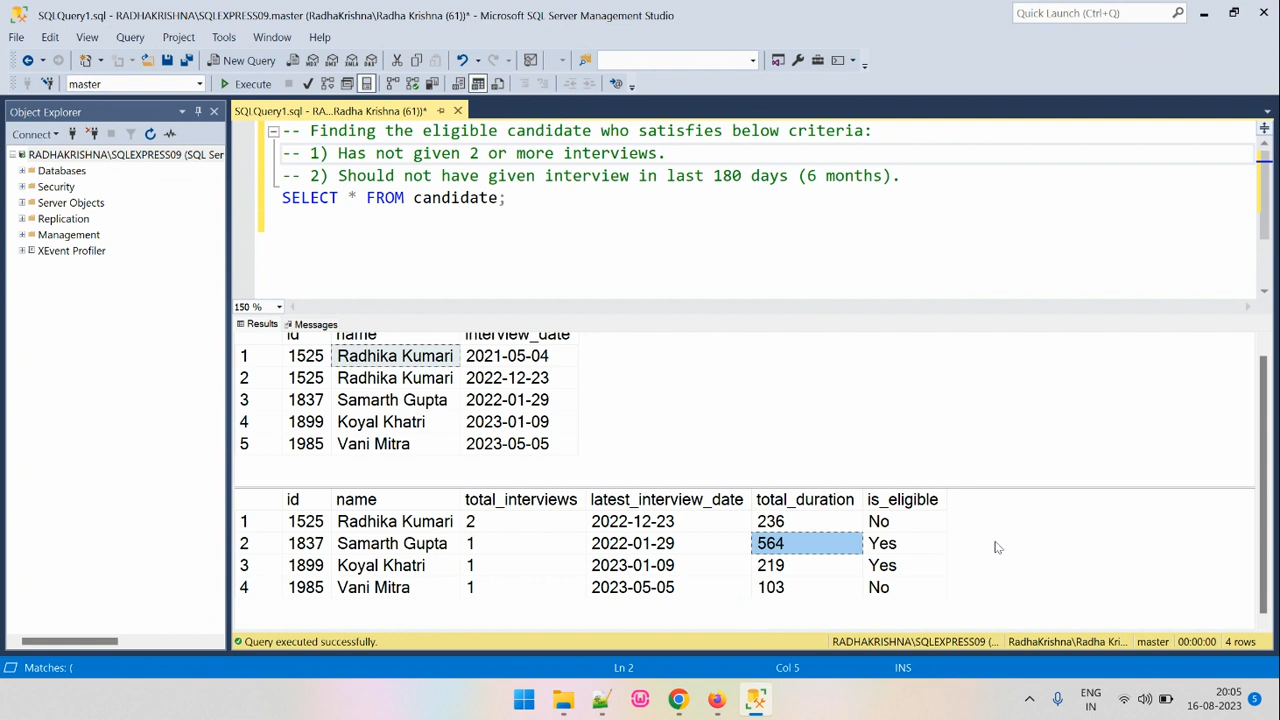 SQLQuery1.sql - RADHAKRISHNA\SQLEXPRESS09.master (RadhaKrishna\Radha Krishna (61))* - Microsoft SQL Server Management Studio
Quick Launch (Ctrl+Q)
File Edit View Query Project Tools Window Help
New Query MDX DMX XMLA DAX
master Execute
Object Explorer
SQLQuery1.sql - RA...Radha Krishna (61))*
Connect
RADHAKRISHNA\SQLEXPRESS09 (SQL Ser
Databases
Security
Server Objects
Replication
Management
XEvent Profiler
-- Finding the eligible candidate who satisfies below criteria:
-- 1) Has not given 2 or more interviews.
-- 2) Should not have given interview in last 180 days (6 months).
SELECT * FROM candidate;
150 %
Results Messages
id name interview_date
1 1525 Radhika Kumari 2021-05-04
2 1525 Radhika Kumari 2022-12-23
3 1837 Samarth Gupta 2022-01-29
4 1899 Koyal Khatri 2023-01-09
5 1985 Vani Mitra 2023-05-05
id name total_interviews latest_interview_date total_duration is_eligible
1 1525 Radhika Kumari 2 2022-12-23 236 No
2 1837 Samarth Gupta 1 2022-01-29 564 Yes
3 1899 Koyal Khatri 1 2023-01-09 219 Yes
4 1985 Vani Mitra 1 2023-05-05 103 No
Query executed successfully. RADHAKRISHNA\SQLEXPRESS09 (... RadhaKrishna\Radha Kri... master 00:00:00 4 rows
Matches: ( Ln 2 Col 5 INS
ENG
IN
20:05
16-08-2023
5